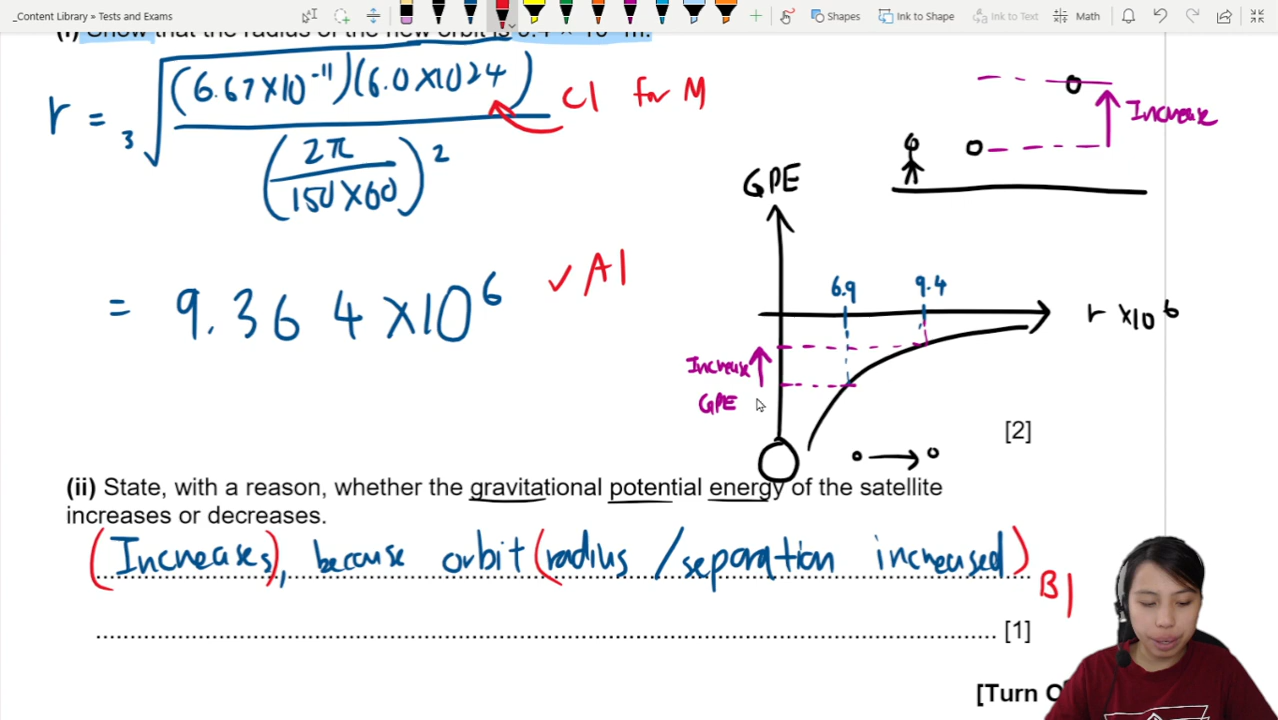 _Content Library » Tests and Exams
Shapes
Ink to Shape
Ink to Text
Math
(i) Show that the radius of the new orbit is
r = 3√ (6.67×10⁻¹¹)(6.0×1024)
(2π
150×60)²
C1 for M
= 9.364 ×10⁶
✓ A1
Increase
GPE
6.9
9.4
r ×10⁶
Increase
GPE
[2]
(ii) State, with a reason, whether the gravitational potential energy of the satellite
increases or decreases.
(Increases), because orbit (radius / separation increased)
B1
[1]
[Turn O